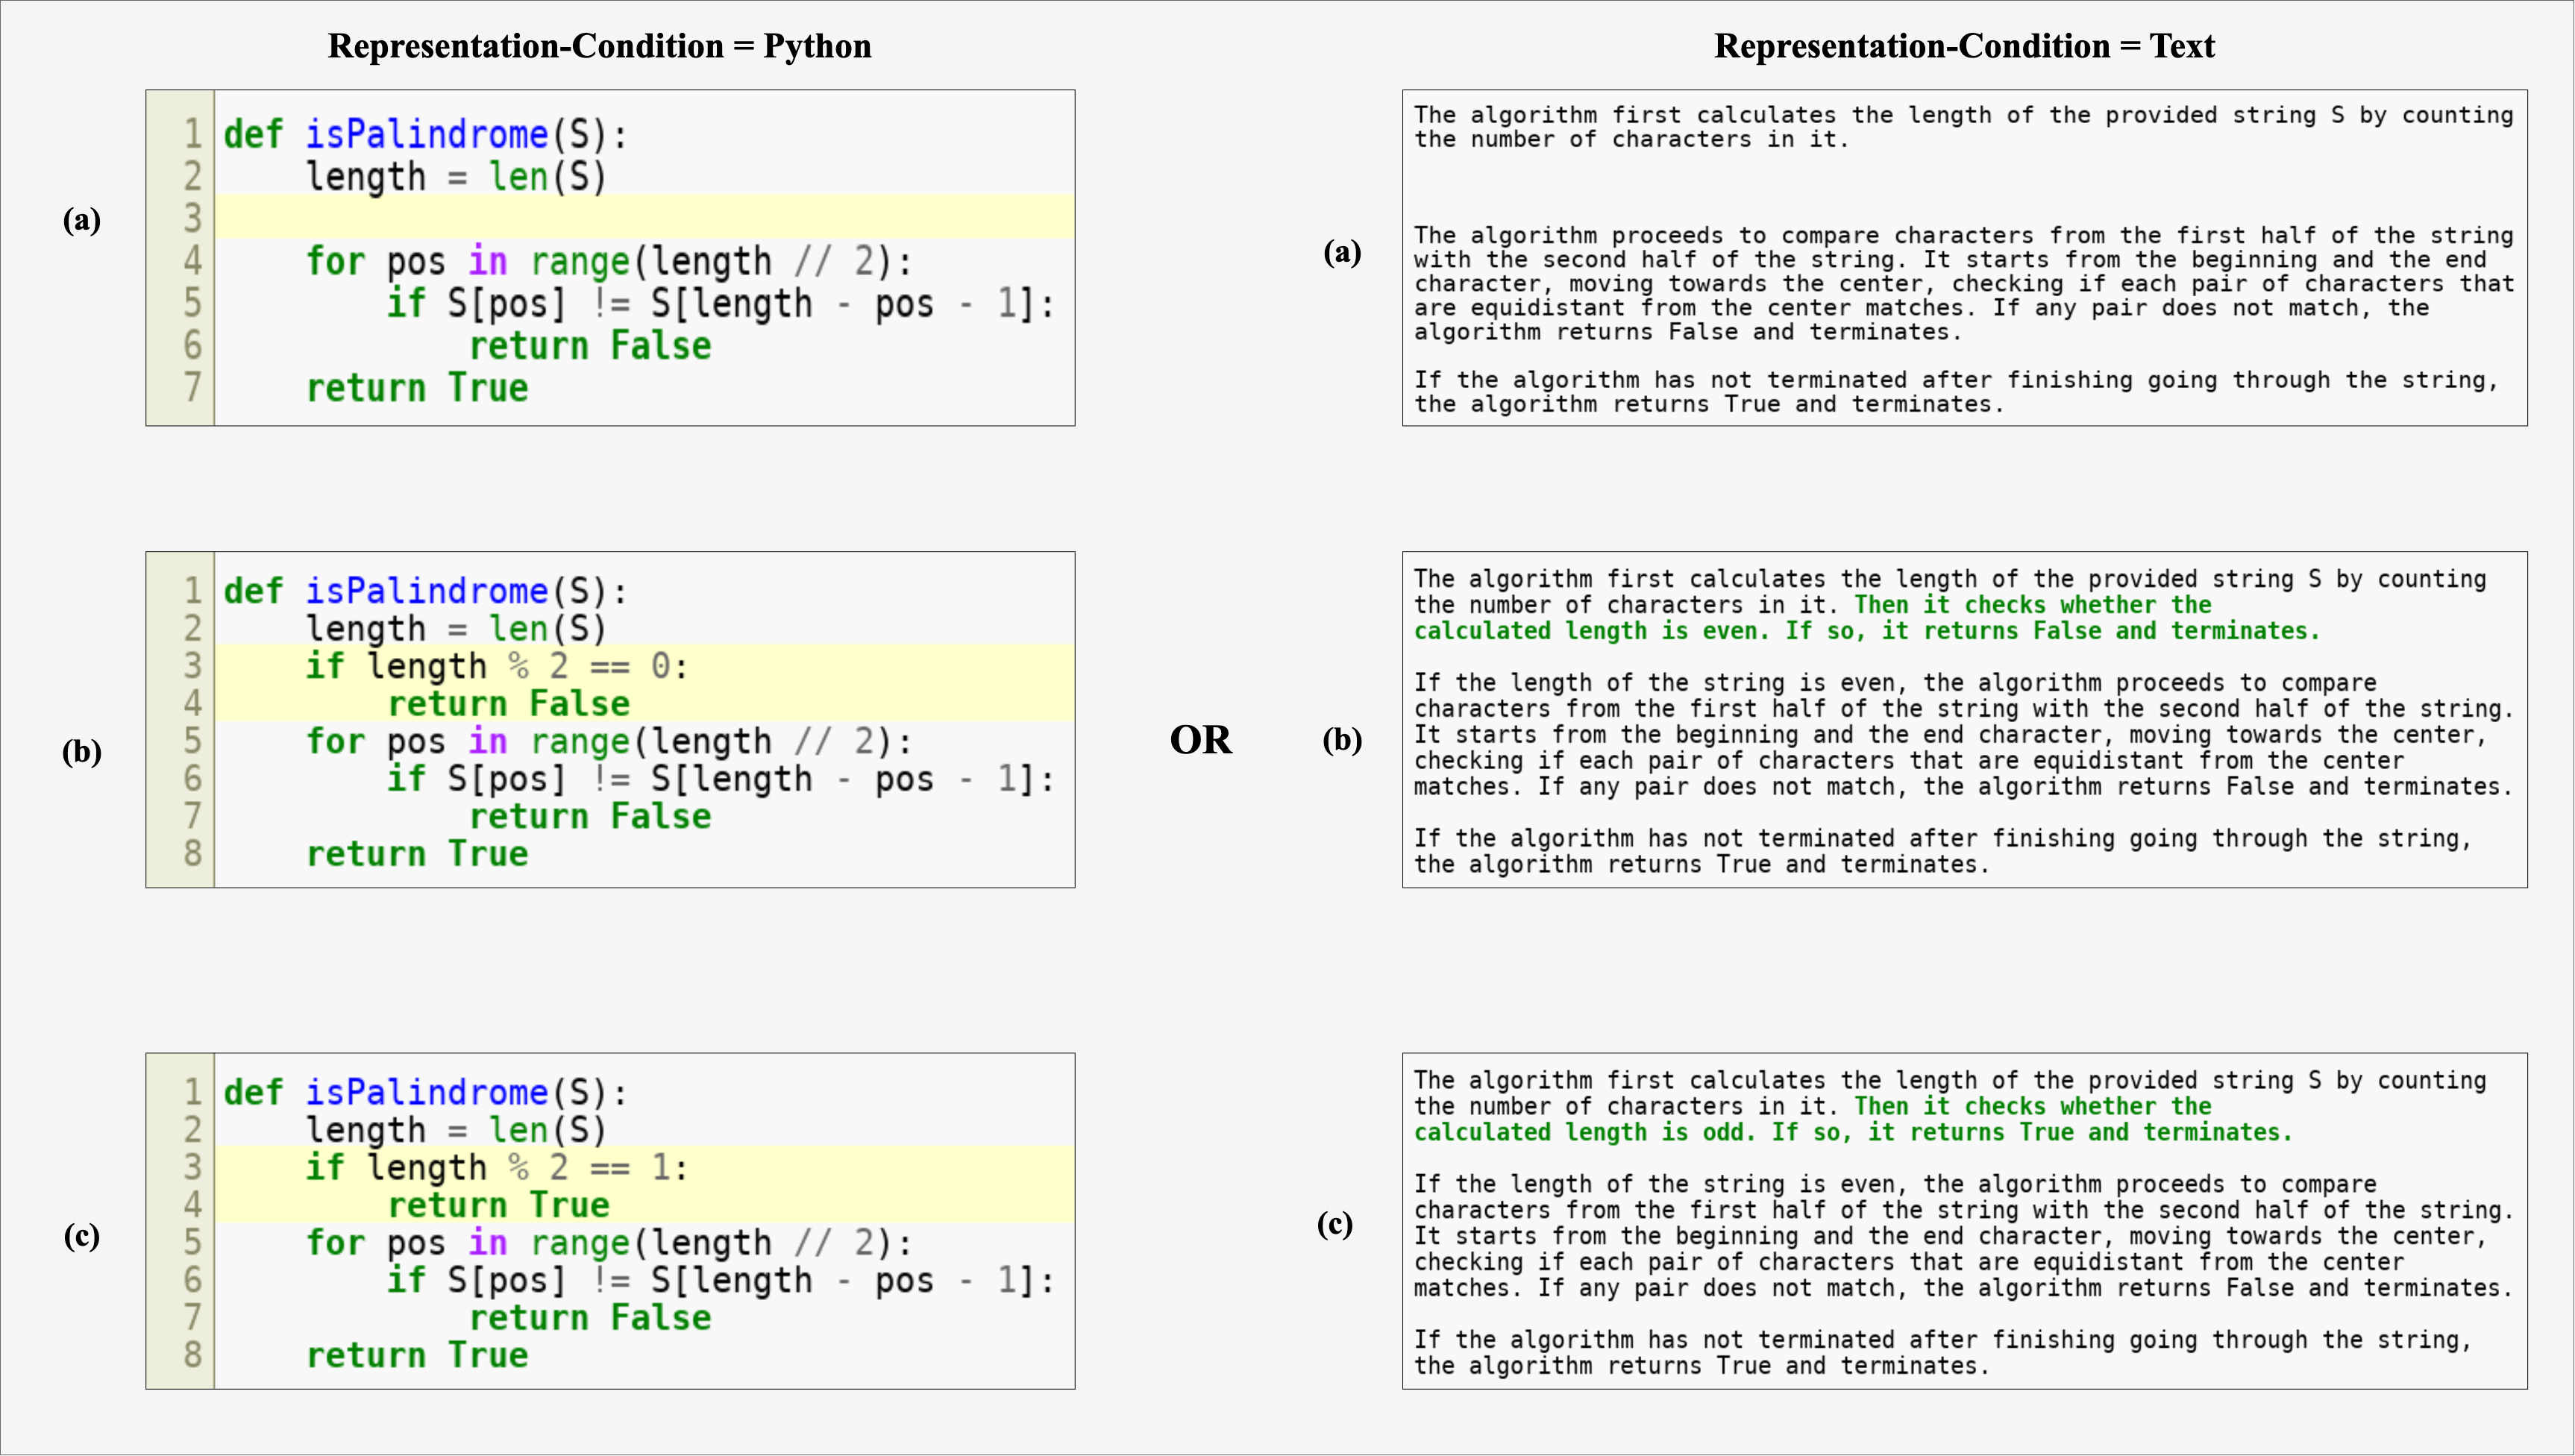 Representation-Condition = Python
(a)
1 def isPalindrome(S):
2     length = len(S)
3
4     for pos in range(length // 2):
5         if S[pos] != S[length - pos - 1]:
6             return False
7     return True
(b)
1 def isPalindrome(S):
2     length = len(S)
3     if length % 2 == 0:
4         return False
5     for pos in range(length // 2):
6         if S[pos] != S[length - pos - 1]:
7             return False
8     return True
(c)
1 def isPalindrome(S):
2     length = len(S)
3     if length % 2 == 1:
4         return True
5     for pos in range(length // 2):
6         if S[pos] != S[length - pos - 1]:
7             return False
8     return True
OR
Representation-Condition = Text
(a)
The algorithm first calculates the length of the provided string S by counting
the number of characters in it.
The algorithm proceeds to compare characters from the first half of the string
with the second half of the string. It starts from the beginning and the end
character, moving towards the center, checking if each pair of characters that
are equidistant from the center matches. If any pair does not match, the
algorithm returns False and terminates.
If the algorithm has not terminated after finishing going through the string,
the algorithm returns True and terminates.
(b)
The algorithm first calculates the length of the provided string S by counting
the number of characters in it. Then it checks whether the
calculated length is even. If so, it returns False and terminates.
If the length of the string is even, the algorithm proceeds to compare
characters from the first half of the string with the second half of the string.
It starts from the beginning and the end character, moving towards the center,
checking if each pair of characters that are equidistant from the center
matches. If any pair does not match, the algorithm returns False and terminates.
If the algorithm has not terminated after finishing going through the string,
the algorithm returns True and terminates.
(c)
The algorithm first calculates the length of the provided string S by counting
the number of characters in it. Then it checks whether the
calculated length is odd. If so, it returns True and terminates.
If the length of the string is even, the algorithm proceeds to compare
characters from the first half of the string with the second half of the string.
It starts from the beginning and the end character, moving towards the center,
checking if each pair of characters that are equidistant from the center
matches. If any pair does not match, the algorithm returns False and terminates.
If the algorithm has not terminated after finishing going through the string,
the algorithm returns True and terminates.